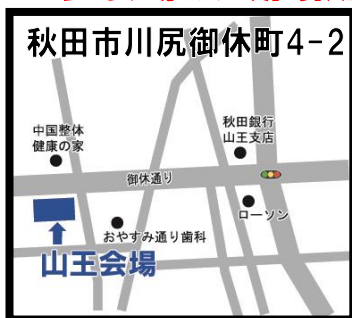 秋田市川尻御休町4-2
中国整体
健康の家
秋田銀行
山王支店
御休通り
ローソン
おやすみ通り歯科
山王会場